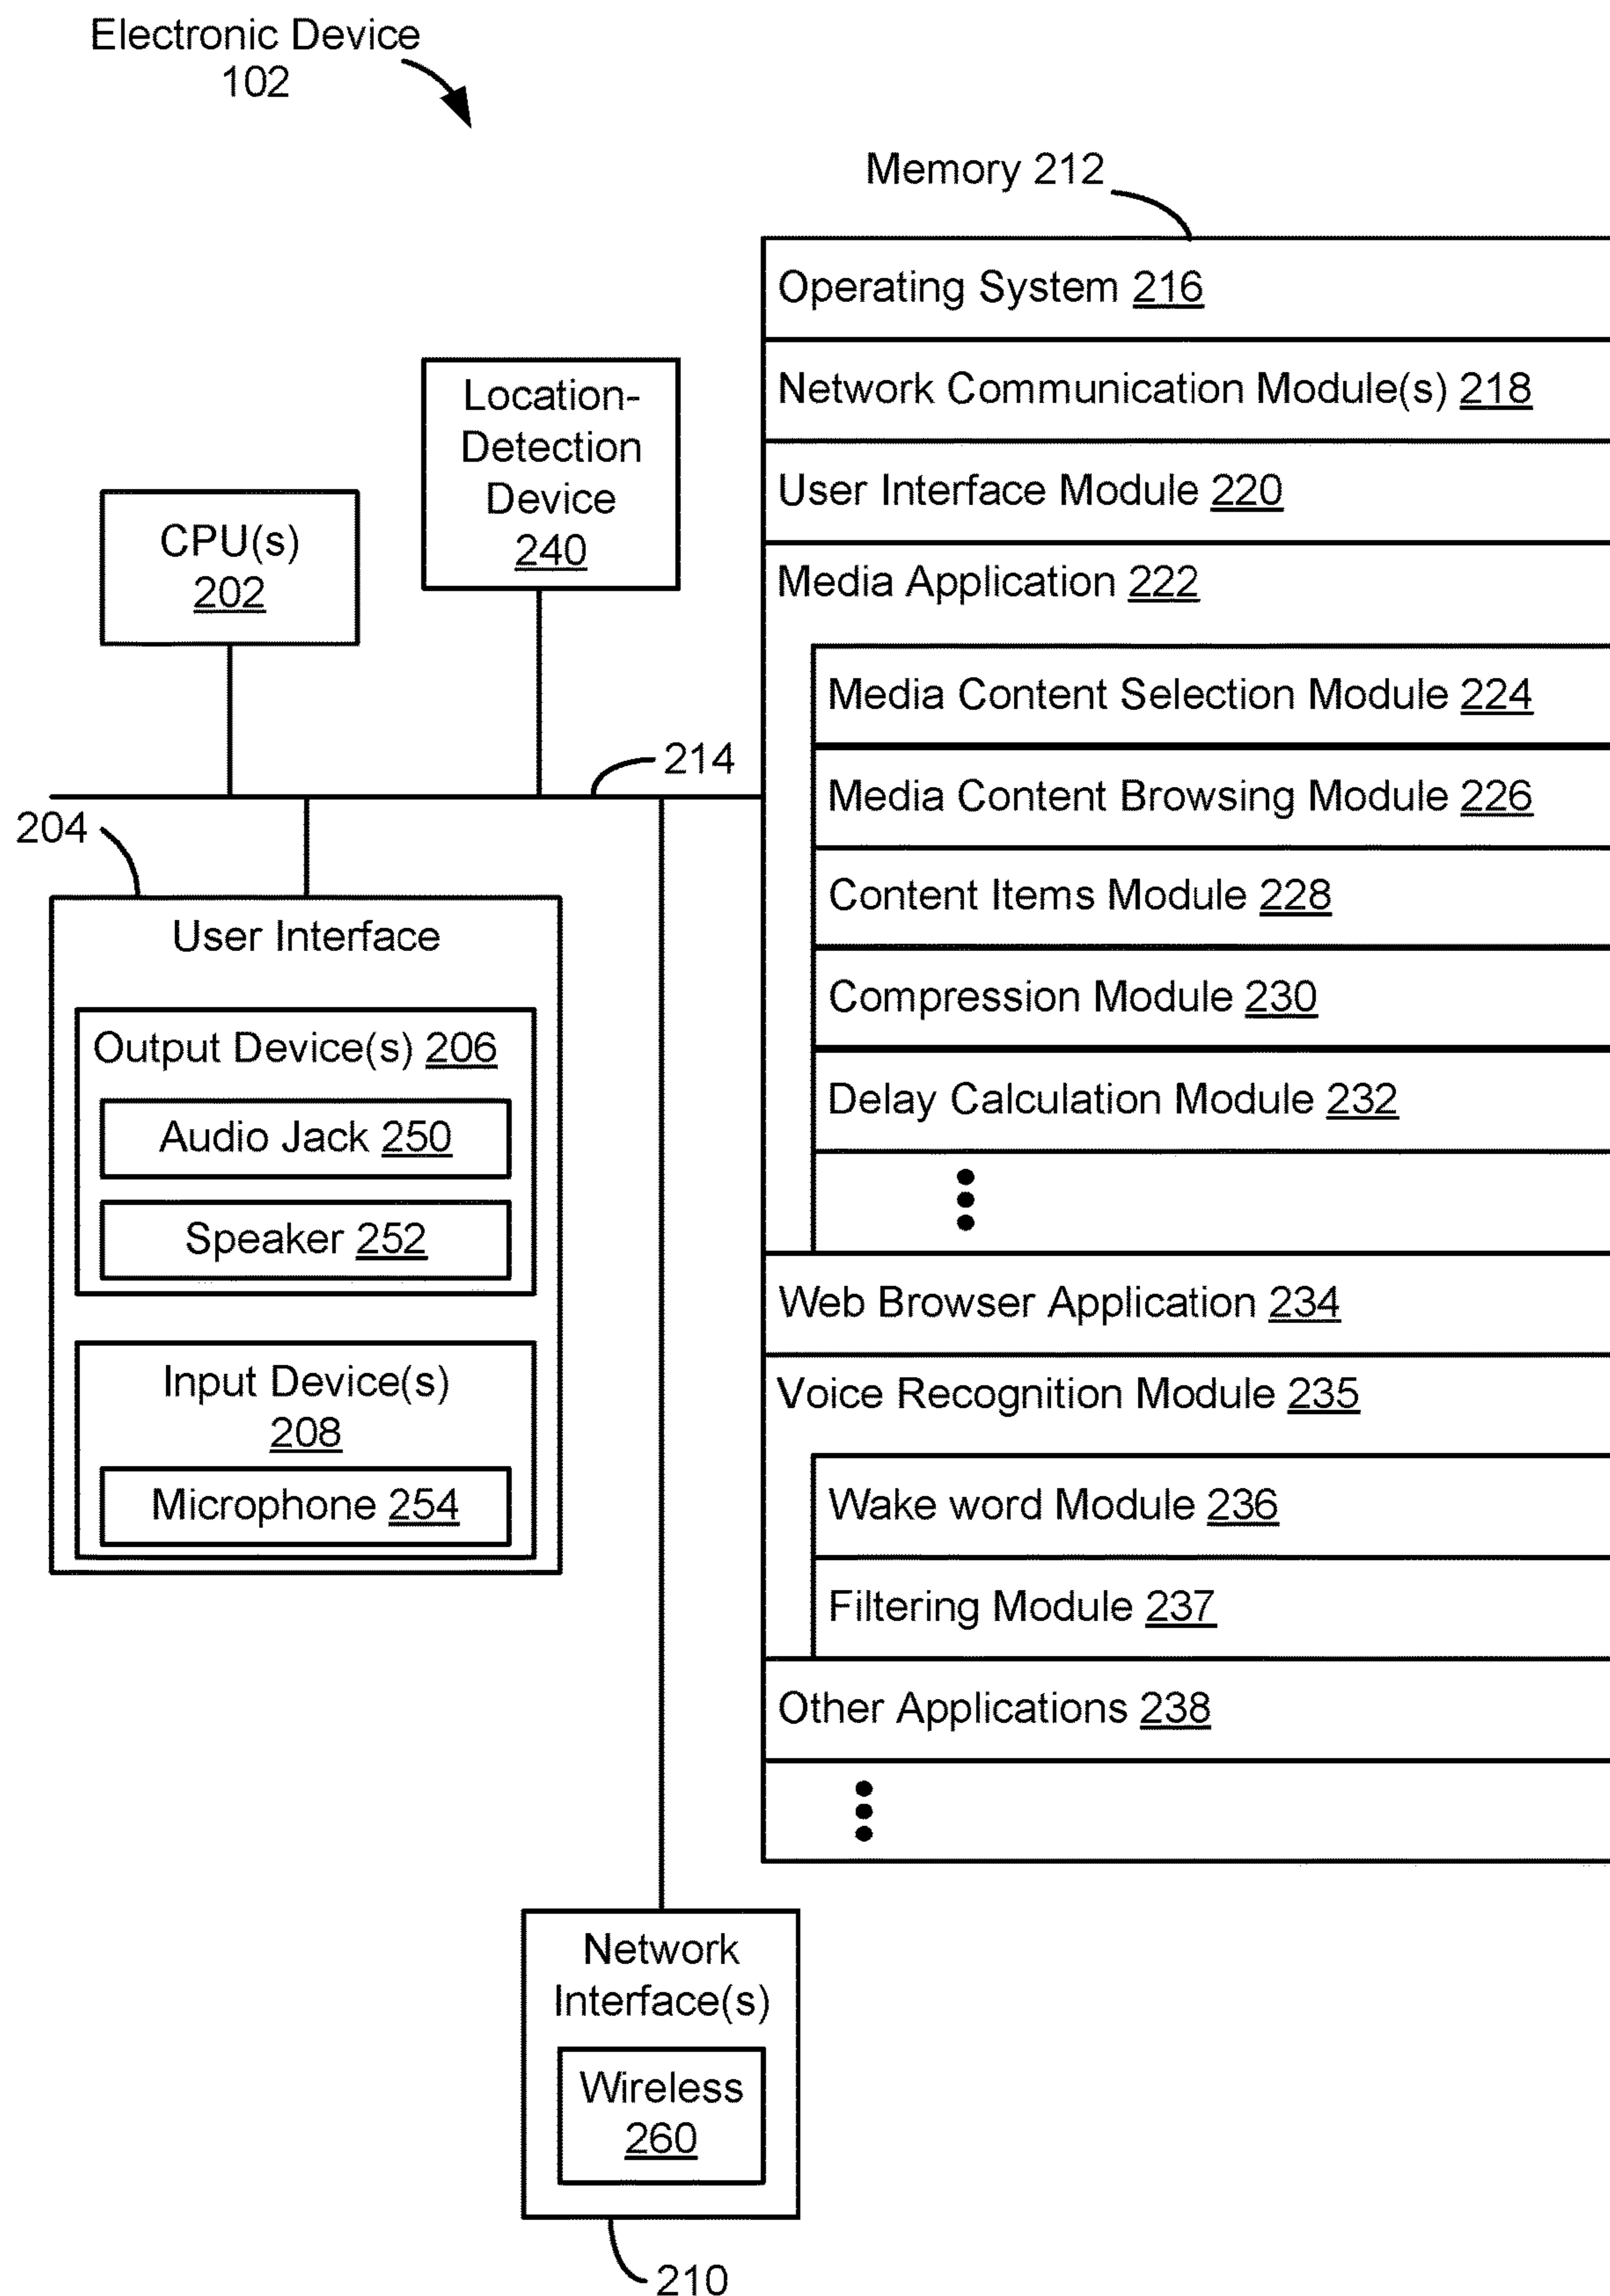 Electronic Device
102
Memory 212
Operating System 216
Network Communication Module(s) 218
User Interface Module 220
Media Application 222
Media Content Selection Module 224
Media Content Browsing Module 226
Content Items Module 228
Compression Module 230
Delay Calculation Module 232
Web Browser Application 234
Voice Recognition Module 235
Wake word Module 236
Filtering Module 237
Other Applications 238
Location-
Detection
Device
240
CPU(s)
202
214
204
User Interface
Output Device(s) 206
Audio Jack 250
Speaker 252
Input Device(s)
208
Microphone 254
Network
Interface(s)
Wireless
260
210